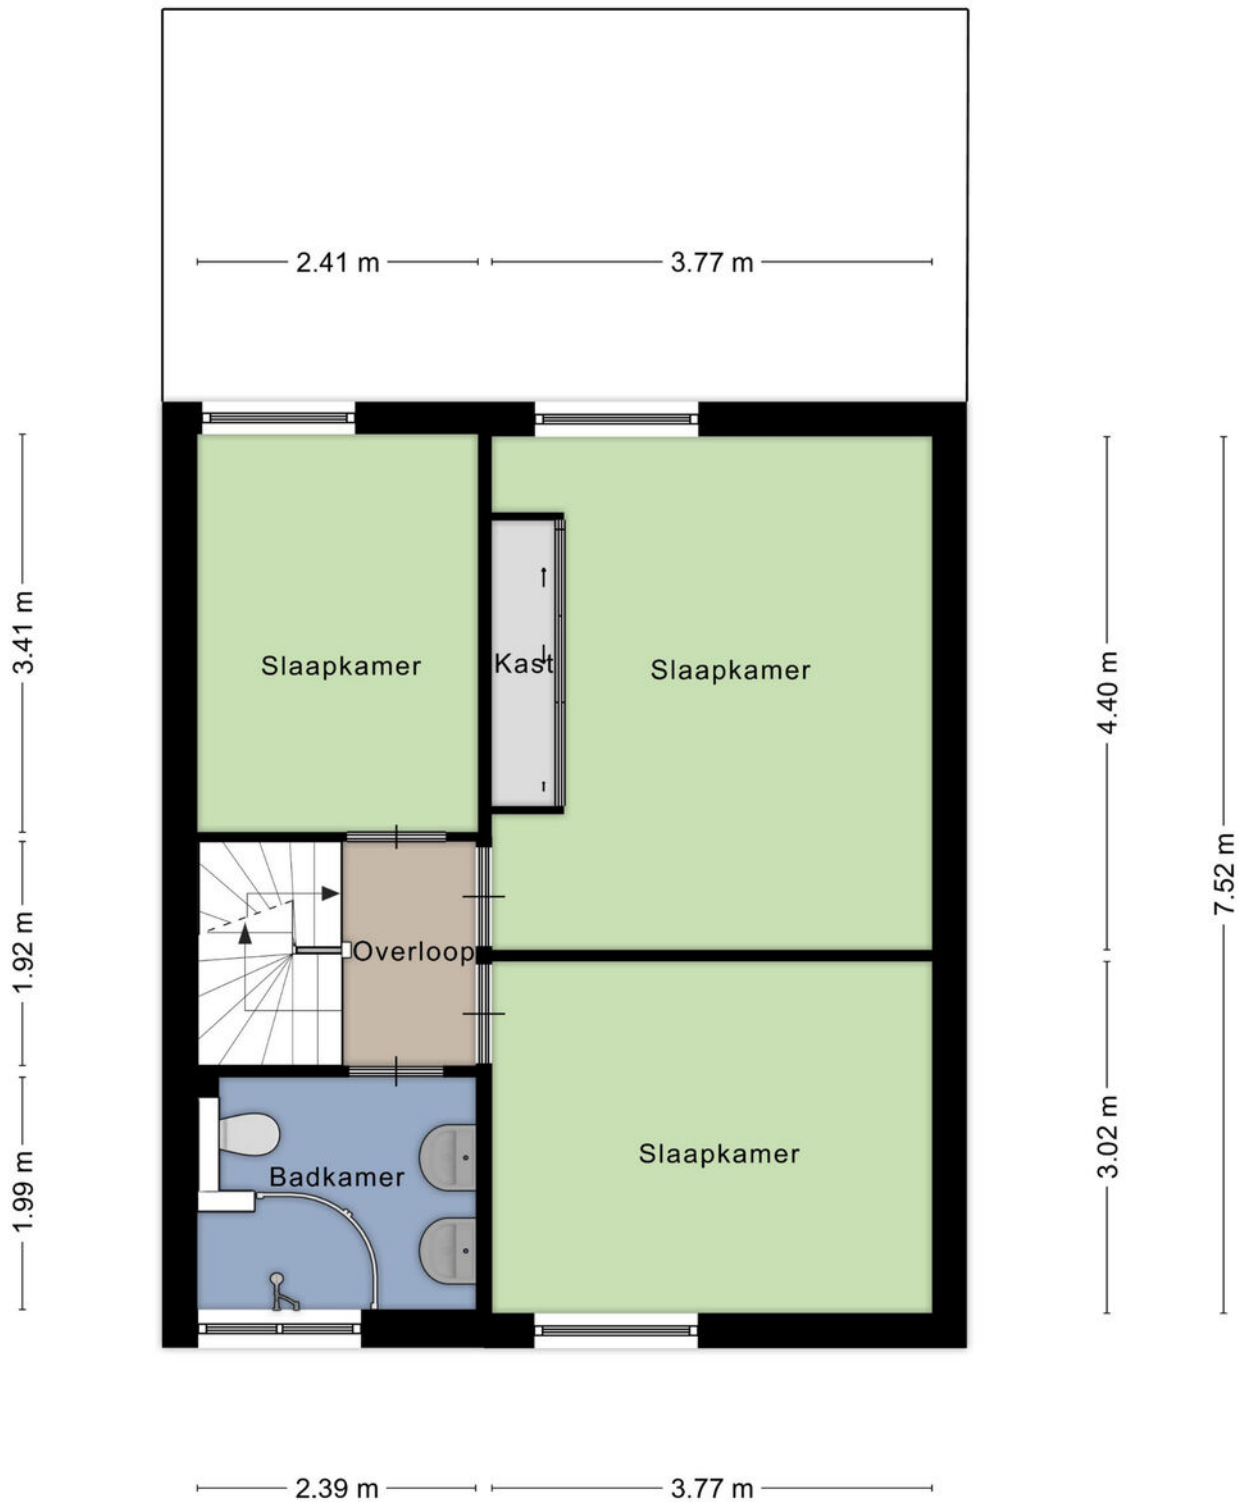 2.41 m
3.77 m
3.41 m
Slaapkamer
Kast
Slaapkamer
4.40 m
7.52 m
1.92 m
Overloop
Badkamer
Slaapkamer
3.02 m
1.99 m
2.39 m
3.77 m